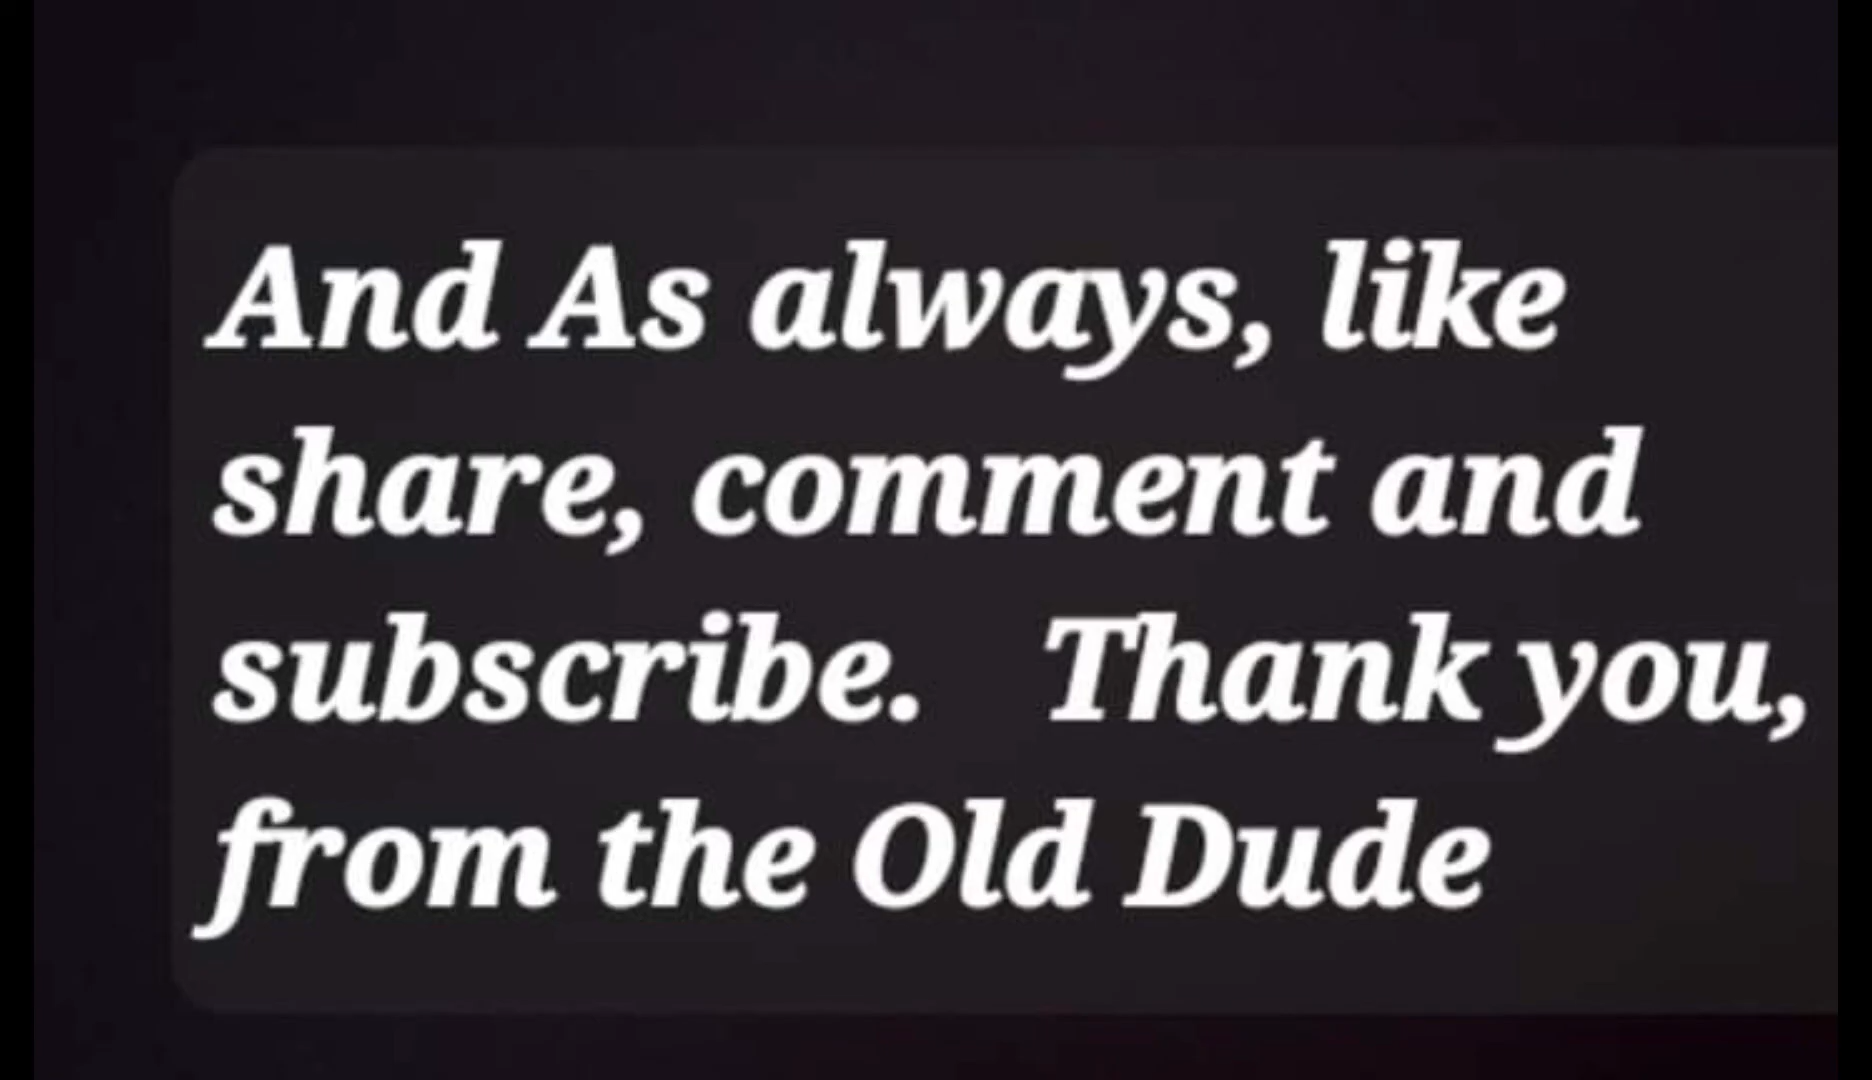 And As always, like
share, comment and
subscribe.   Thank you,
from the Old Dude